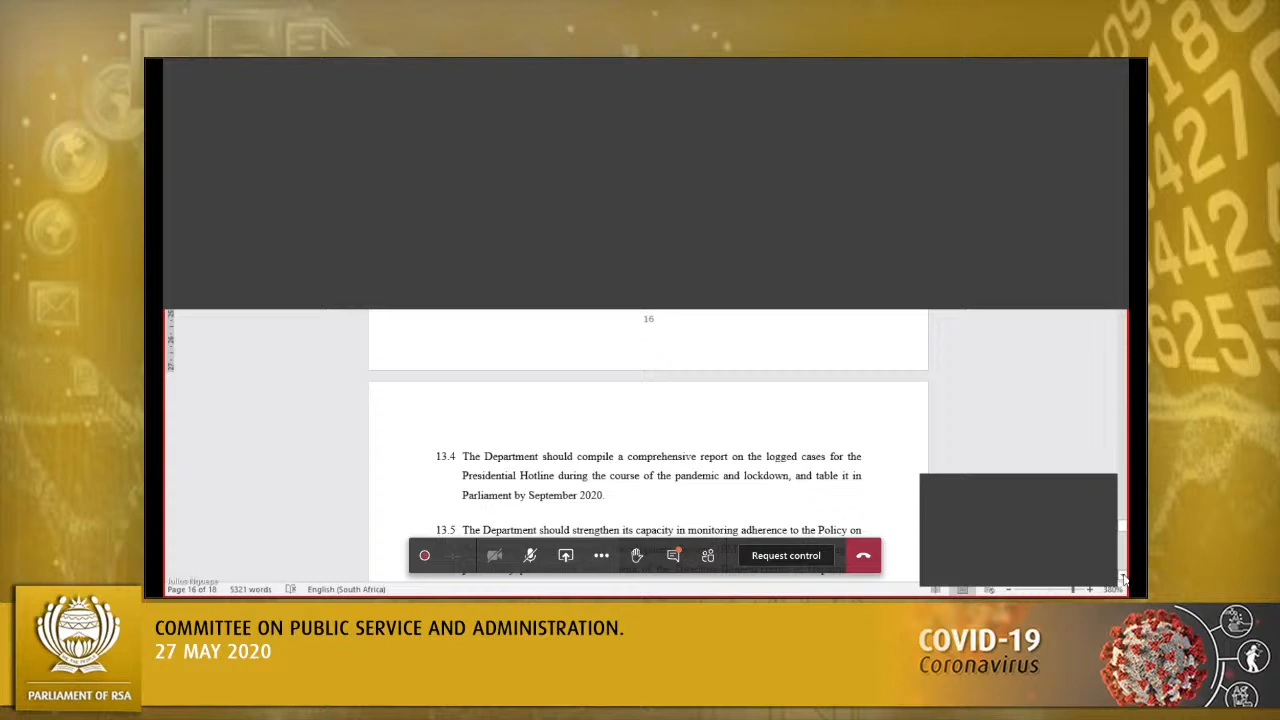 16
13.4 The Department should compile a comprehensive report on the logged cases for the
Presidential Hotline during the course of the pandemic and lockdown, and table it in
Parliament by September 2020.
13.5 The Department should strengthen its capacity in monitoring adherence to the Policy on
Request control
Julius Nguepe
Page 16 of 18 5321 words English (South Africa) 380%
COMMITTEE ON PUBLIC SERVICE AND ADMINISTRATION.
27 MAY 2020
PARLIAMENT OF RSA
COVID-19
Coronavirus